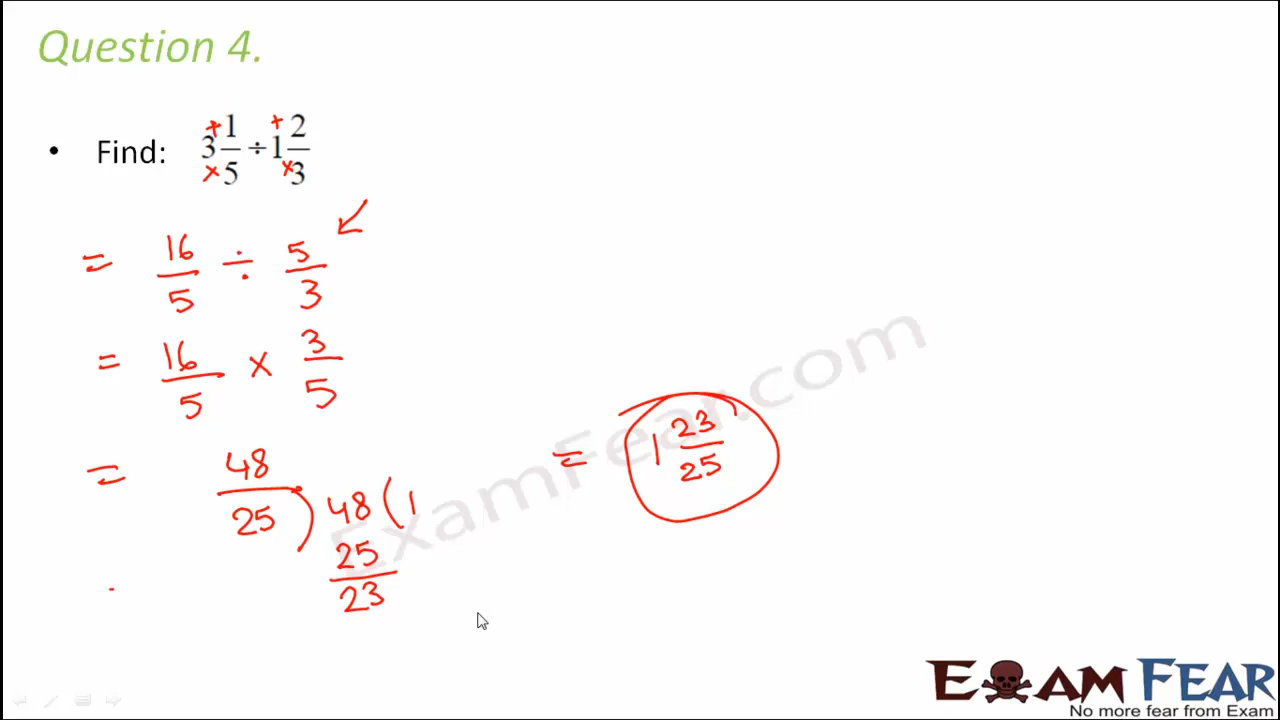 Question 4.
• Find: 3 1/5 ÷ 1 2/3
+ +
× ×
= 16/5 ÷ 5/3
= 16/5 × 3/5
= 48/25 ) 48 ( 1
25
23
= 1 23/25
ExamFear.com
EXAM FEAR
No more fear from Exam